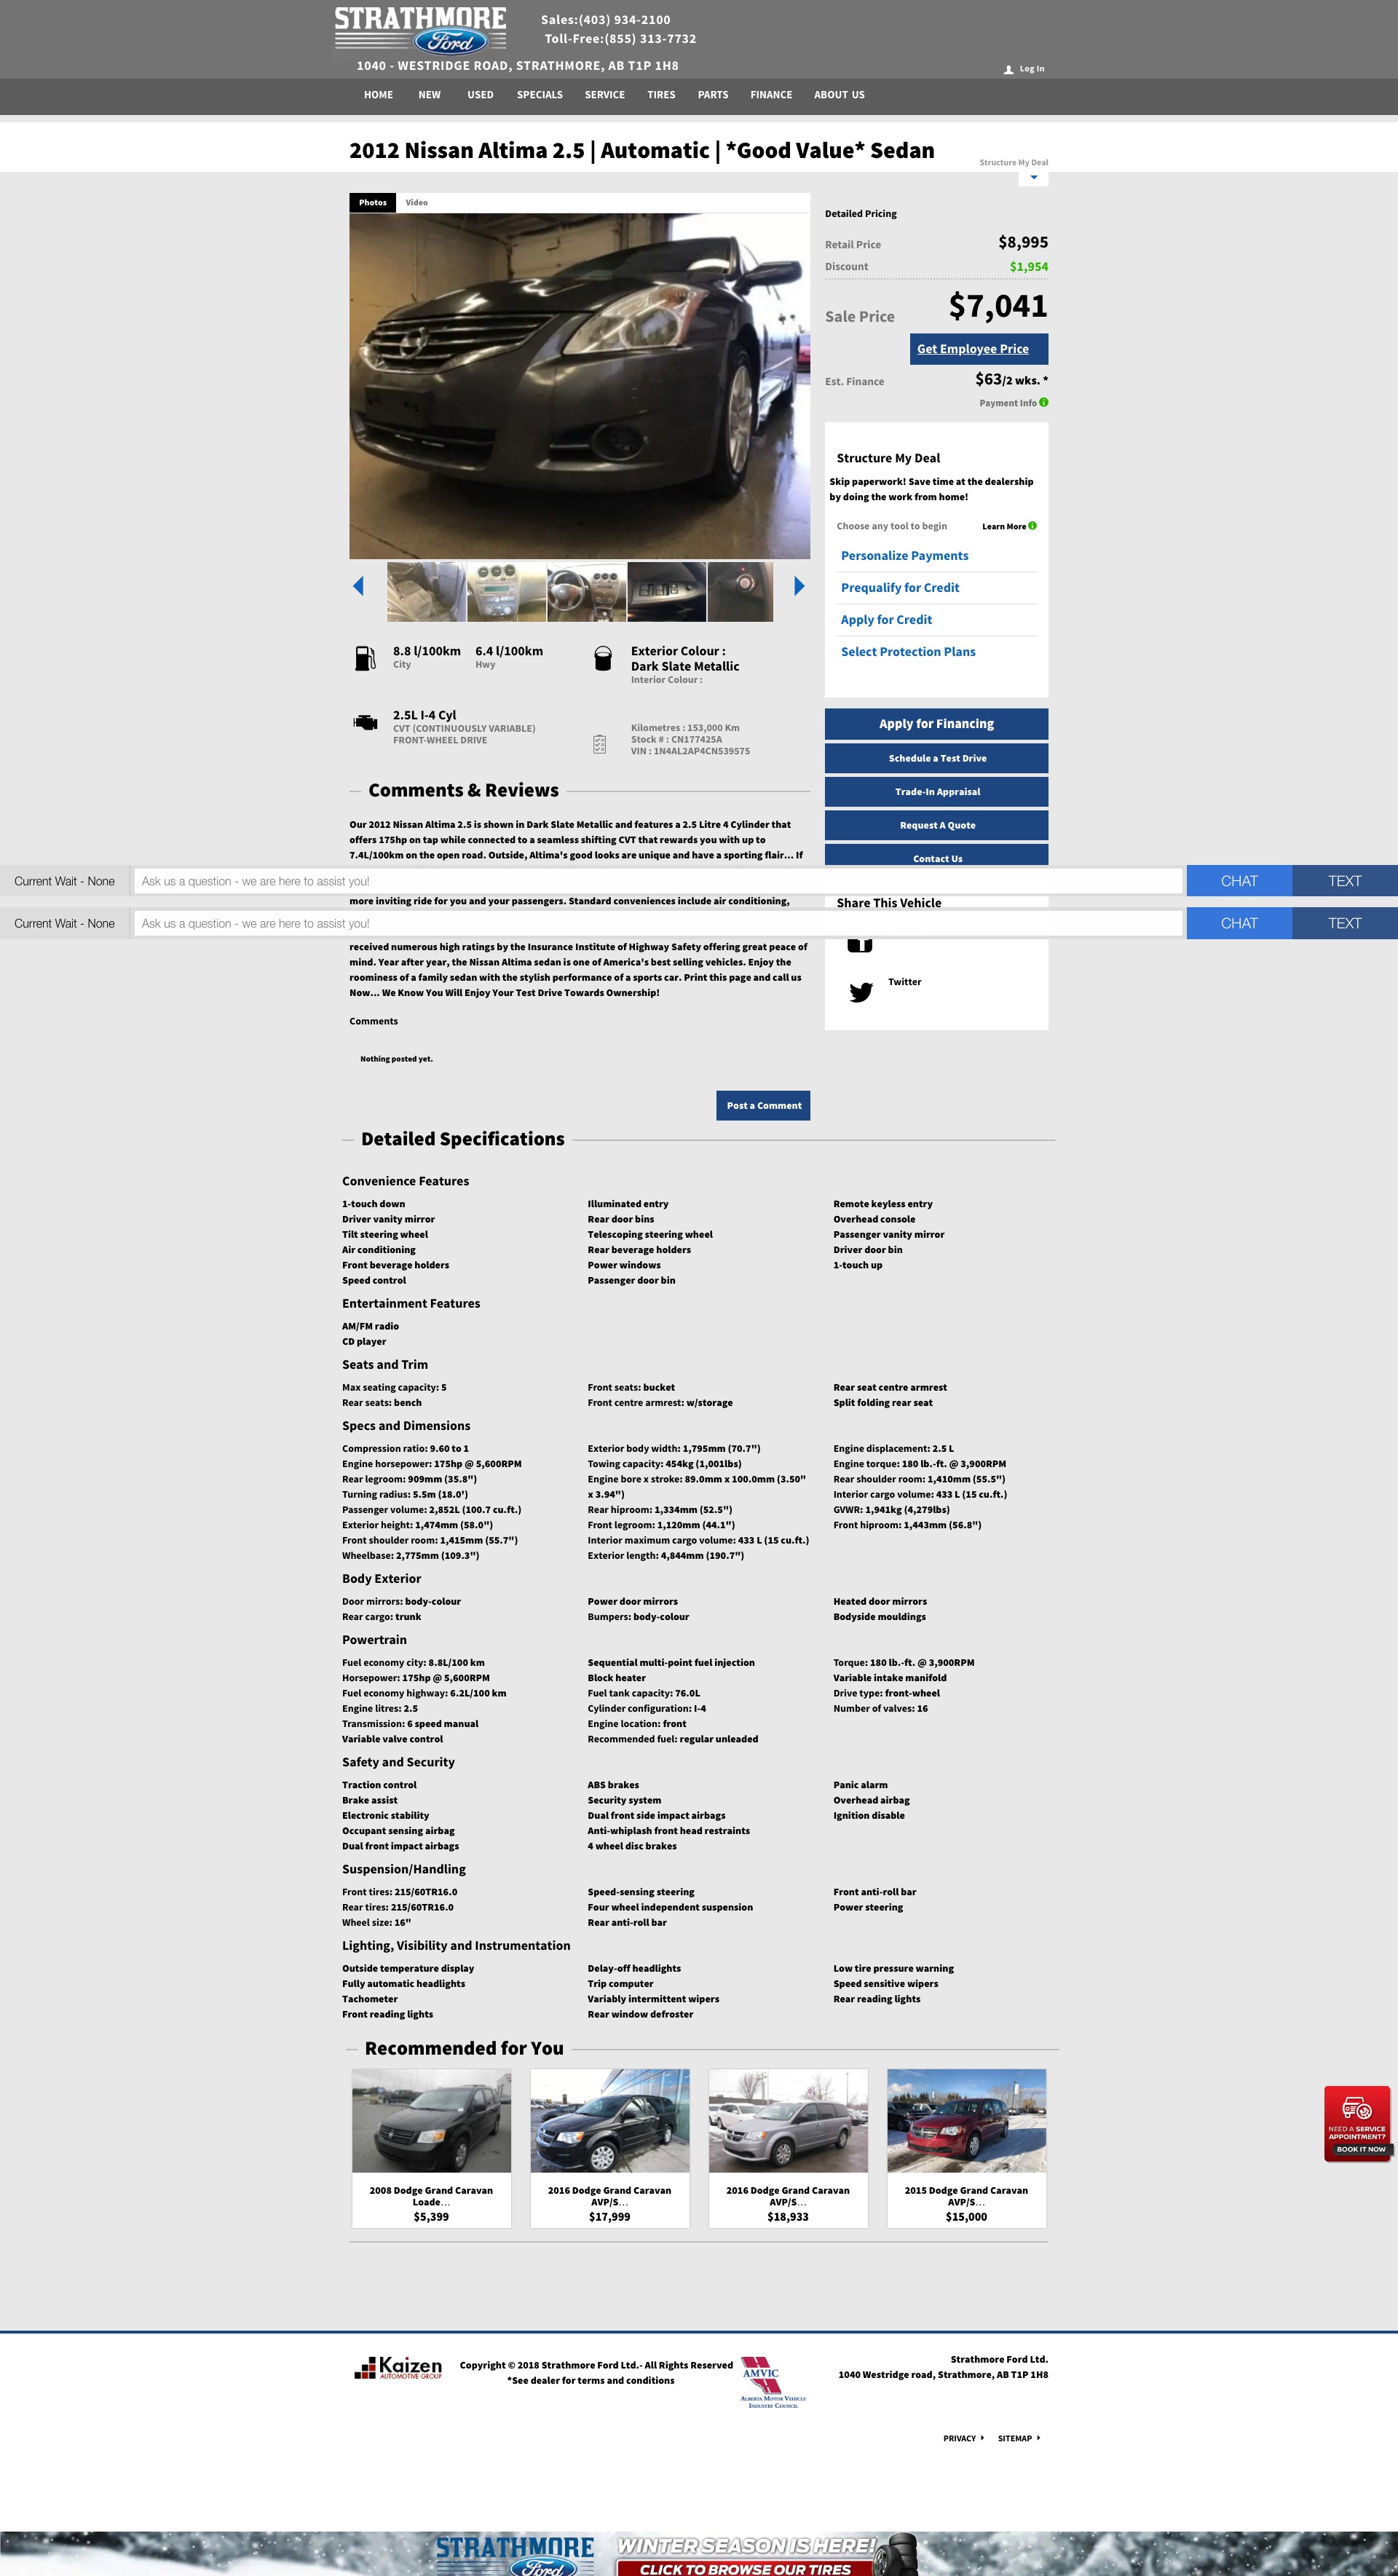 STRATHMORE
Ford
Sales:(403) 934-2100
Toll-Free:(855) 313-7732
1040 - WESTRIDGE ROAD, STRATHMORE, AB T1P 1H8
Log In
HOME NEW USED SPECIALS SERVICE TIRES PARTS FINANCE ABOUT US
2012 Nissan Altima 2.5 | Automatic | *Good Value* Sedan
Structure My Deal
Photos Video
Detailed Pricing
Retail Price $8,995
Discount $1,954
Sale Price $7,041
Get Employee Price
Est. Finance $63/2 wks. *
Payment Info
Structure My Deal
Skip paperwork! Save time at the dealership
by doing the work from home!
Choose any tool to begin Learn More
Personalize Payments
Prequalify for Credit
Apply for Credit
Select Protection Plans
8.8 l/100km 6.4 l/100km
City Hwy
Exterior Colour :
Dark Slate Metallic
Interior Colour :
2.5L I-4 Cyl
CVT (CONTINUOUSLY VARIABLE)
FRONT-WHEEL DRIVE
Kilometres : 153,000 Km
Stock # : CN177425A
VIN : 1N4AL2AP4CN539575
Apply for Financing
Schedule a Test Drive
Trade-In Appraisal
Request A Quote
Contact Us
Comments & Reviews
Our 2012 Nissan Altima 2.5 is shown in Dark Slate Metallic and features a 2.5 Litre 4 Cylinder that
offers 175hp on tap while connected to a seamless shifting CVT that rewards you with up to
7.4L/100km on the open road. Outside, Altima's good looks are unique and have a sporting flair... If
Current Wait - None Ask us a question - we are here to assist you! CHAT TEXT
more inviting ride for you and your passengers. Standard conveniences include air conditioning,
Share This Vehicle
Current Wait - None Ask us a question - we are here to assist you! CHAT TEXT
received numerous high ratings by the Insurance Institute of Highway Safety offering great peace of
mind. Year after year, the Nissan Altima sedan is one of America's best selling vehicles. Enjoy the
roominess of a family sedan with the stylish performance of a sports car. Print this page and call us
Now... We Know You Will Enjoy Your Test Drive Towards Ownership!
Twitter
Comments
Nothing posted yet.
Post a Comment
Detailed Specifications
Convenience Features
1-touch down Illuminated entry Remote keyless entry
Driver vanity mirror Rear door bins Overhead console
Tilt steering wheel Telescoping steering wheel Passenger vanity mirror
Air conditioning Rear beverage holders Driver door bin
Front beverage holders Power windows 1-touch up
Speed control Passenger door bin
Entertainment Features
AM/FM radio
CD player
Seats and Trim
Max seating capacity: 5 Front seats: bucket Rear seat centre armrest
Rear seats: bench Front centre armrest: w/storage Split folding rear seat
Specs and Dimensions
Compression ratio: 9.60 to 1 Exterior body width: 1,795mm (70.7") Engine displacement: 2.5 L
Engine horsepower: 175hp @ 5,600RPM Towing capacity: 454kg (1,001lbs) Engine torque: 180 lb.-ft. @ 3,900RPM
Rear legroom: 909mm (35.8") Engine bore x stroke: 89.0mm x 100.0mm (3.50" Rear shoulder room: 1,410mm (55.5")
Turning radius: 5.5m (18.0') x 3.94") Interior cargo volume: 433 L (15 cu.ft.)
Passenger volume: 2,852L (100.7 cu.ft.) Rear hiproom: 1,334mm (52.5") GVWR: 1,941kg (4,279lbs)
Exterior height: 1,474mm (58.0") Front legroom: 1,120mm (44.1") Front hiproom: 1,443mm (56.8")
Front shoulder room: 1,415mm (55.7") Interior maximum cargo volume: 433 L (15 cu.ft.)
Wheelbase: 2,775mm (109.3") Exterior length: 4,844mm (190.7")
Body Exterior
Door mirrors: body-colour Power door mirrors Heated door mirrors
Rear cargo: trunk Bumpers: body-colour Bodyside mouldings
Powertrain
Fuel economy city: 8.8L/100 km Sequential multi-point fuel injection Torque: 180 lb.-ft. @ 3,900RPM
Horsepower: 175hp @ 5,600RPM Block heater Variable intake manifold
Fuel economy highway: 6.2L/100 km Fuel tank capacity: 76.0L Drive type: front-wheel
Engine litres: 2.5 Cylinder configuration: I-4 Number of valves: 16
Transmission: 6 speed manual Engine location: front
Variable valve control Recommended fuel: regular unleaded
Safety and Security
Traction control ABS brakes Panic alarm
Brake assist Security system Overhead airbag
Electronic stability Dual front side impact airbags Ignition disable
Occupant sensing airbag Anti-whiplash front head restraints
Dual front impact airbags 4 wheel disc brakes
Suspension/Handling
Front tires: 215/60TR16.0 Speed-sensing steering Front anti-roll bar
Rear tires: 215/60TR16.0 Four wheel independent suspension Power steering
Wheel size: 16" Rear anti-roll bar
Lighting, Visibility and Instrumentation
Outside temperature display Delay-off headlights Low tire pressure warning
Fully automatic headlights Trip computer Speed sensitive wipers
Tachometer Variably intermittent wipers Rear reading lights
Front reading lights Rear window defroster
Recommended for You
2008 Dodge Grand Caravan
Loade...
$5,399
2016 Dodge Grand Caravan
AVP/S...
$17,999
2016 Dodge Grand Caravan
AVP/S...
$18,933
2015 Dodge Grand Caravan
AVP/S...
$15,000
NEED A SERVICE
APPOINTMENT?
BOOK IT NOW
Kaizen
AUTOMOTIVE GROUP
Copyright © 2018 Strathmore Ford Ltd.- All Rights Reserved
*See dealer for terms and conditions
AMVIC
Alberta Motor Vehicle
Industry Council
Strathmore Ford Ltd.
1040 Westridge road, Strathmore, AB T1P 1H8
PRIVACY SITEMAP
STRATHMORE
Ford
WINTER SEASON IS HERE!
CLICK TO BROWSE OUR TIRES